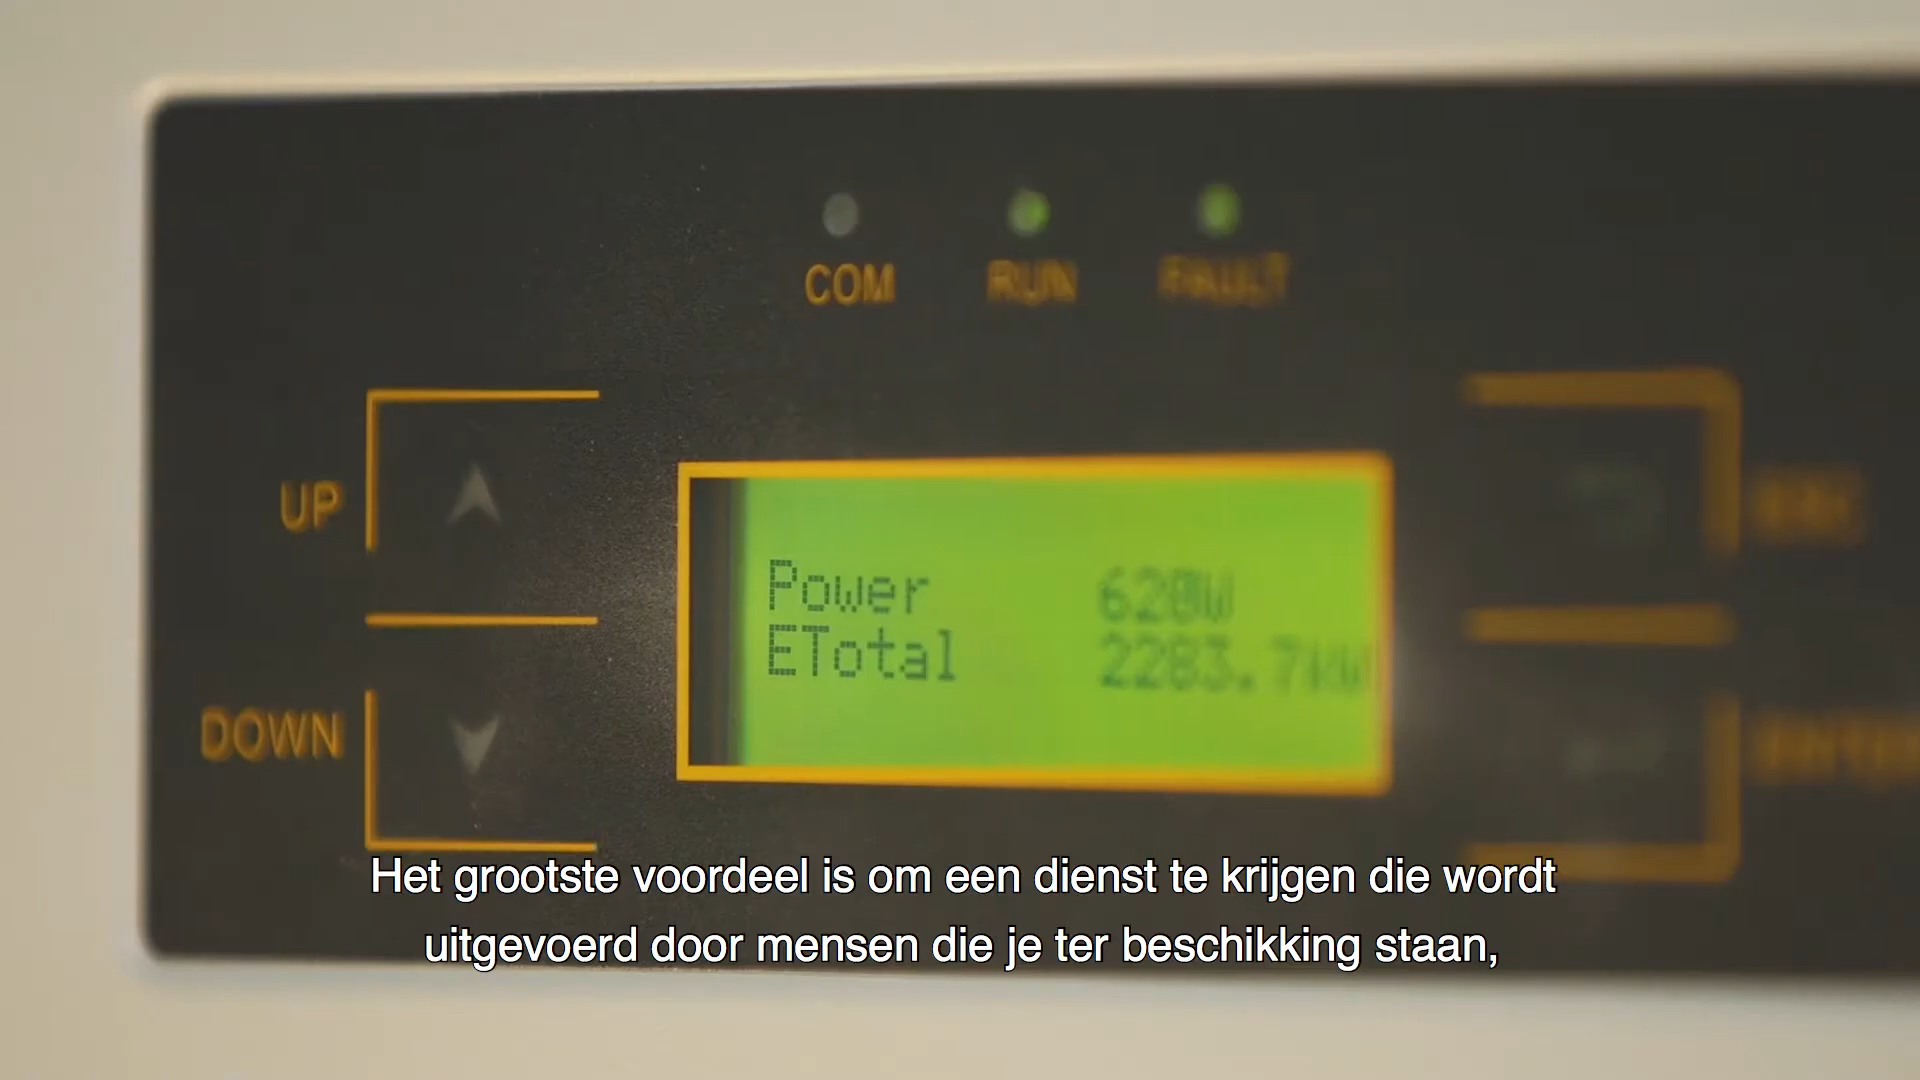 COM RUN FAULT
UP
DOWN
Power 620W
ETotal 2283.7kW
Het grootste voordeel is om een dienst te krijgen die wordt
uitgevoerd door mensen die je ter beschikking staan,